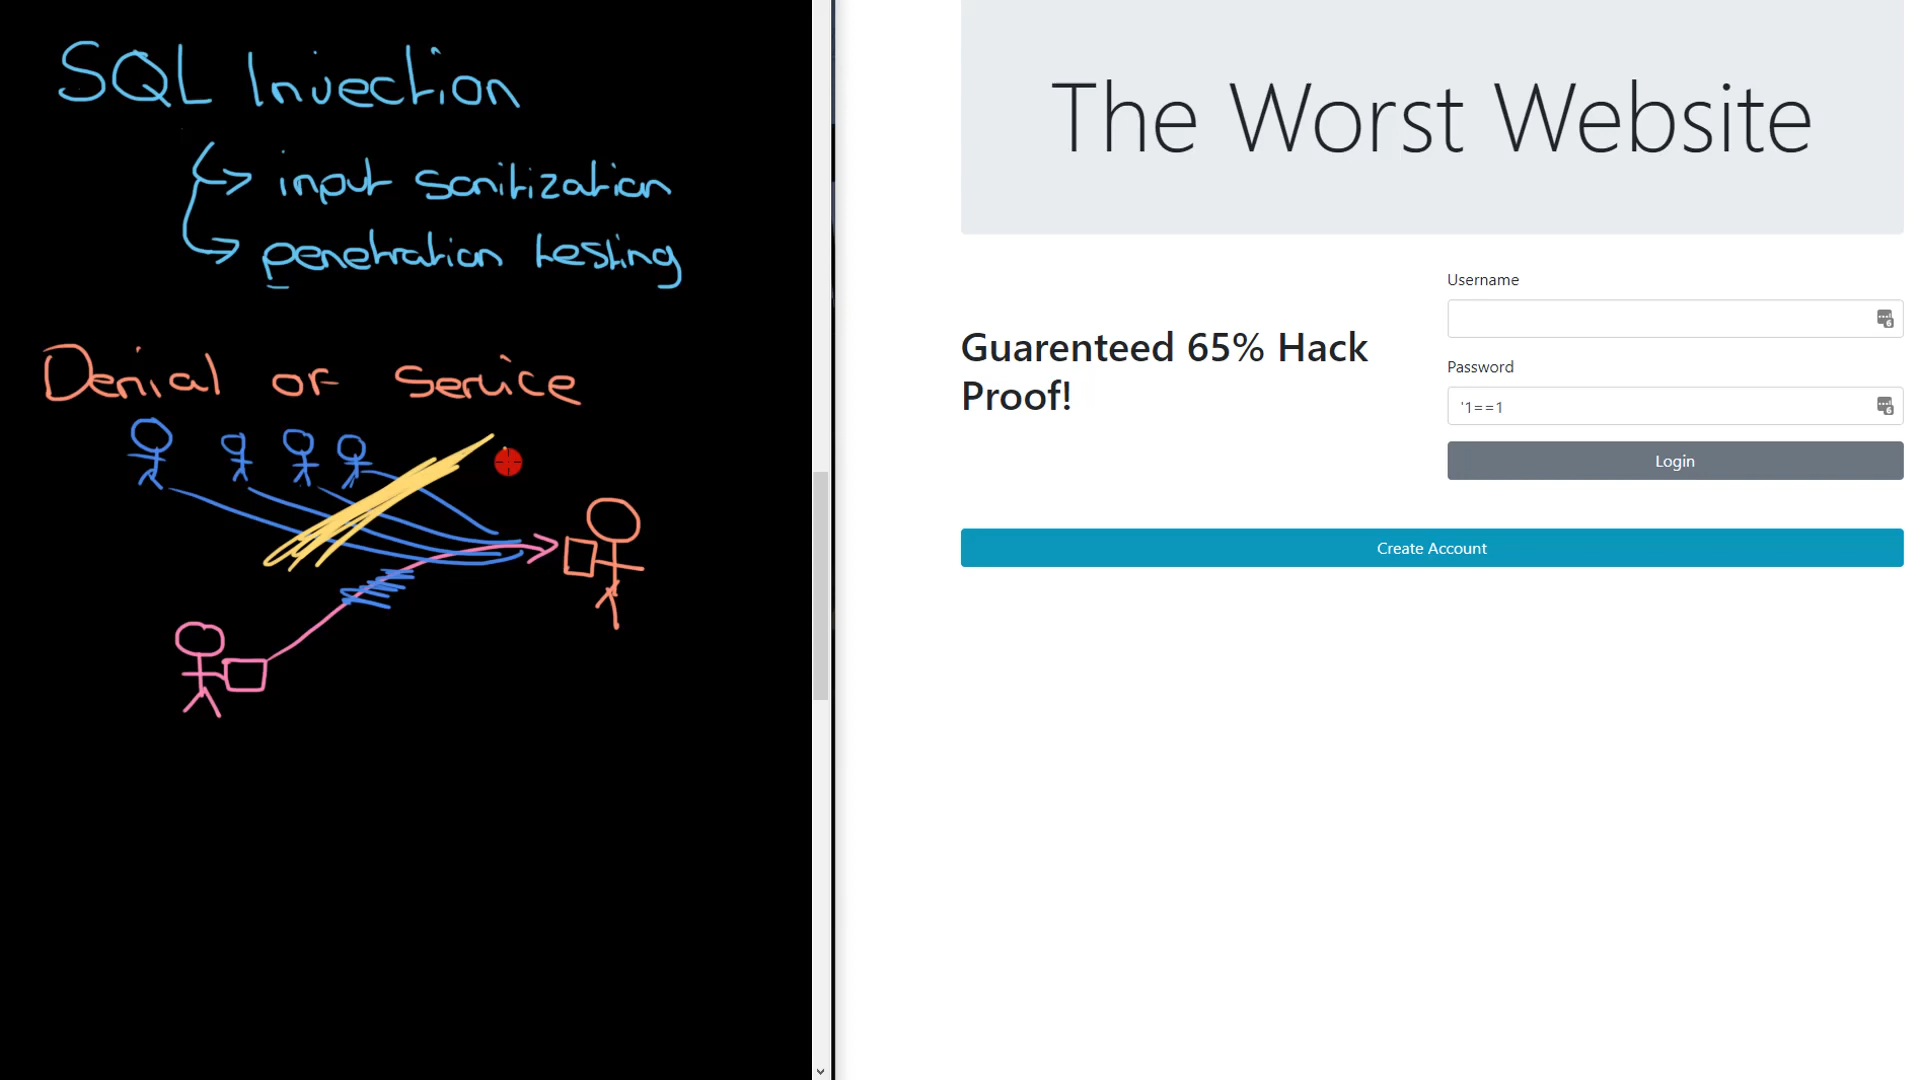 SQL Injection
input sanitization
penetration testing
Denial of service
The Worst Website
Guarenteed 65% Hack
Proof!
Username
Password
'1==1
Login
Create Account